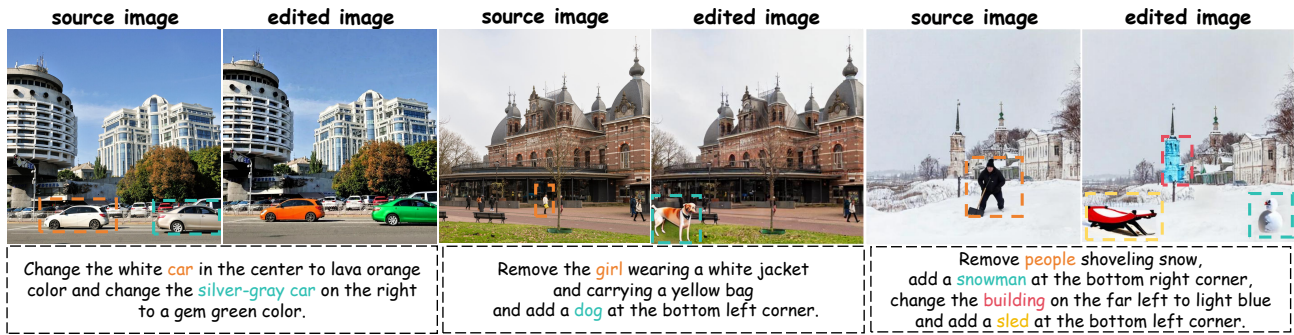 source image
edited image
source image
edited image
source image
edited image
Change the white car in the center to lava orange
color and change the silver-gray car on the right
to a gem green color.
Remove the girl wearing a white jacket
and carrying a yellow bag
and add a dog at the bottom left corner.
Remove people shoveling snow,
add a snowman at the bottom right corner,
change the building on the far left to light blue
and add a sled at the bottom left corner.